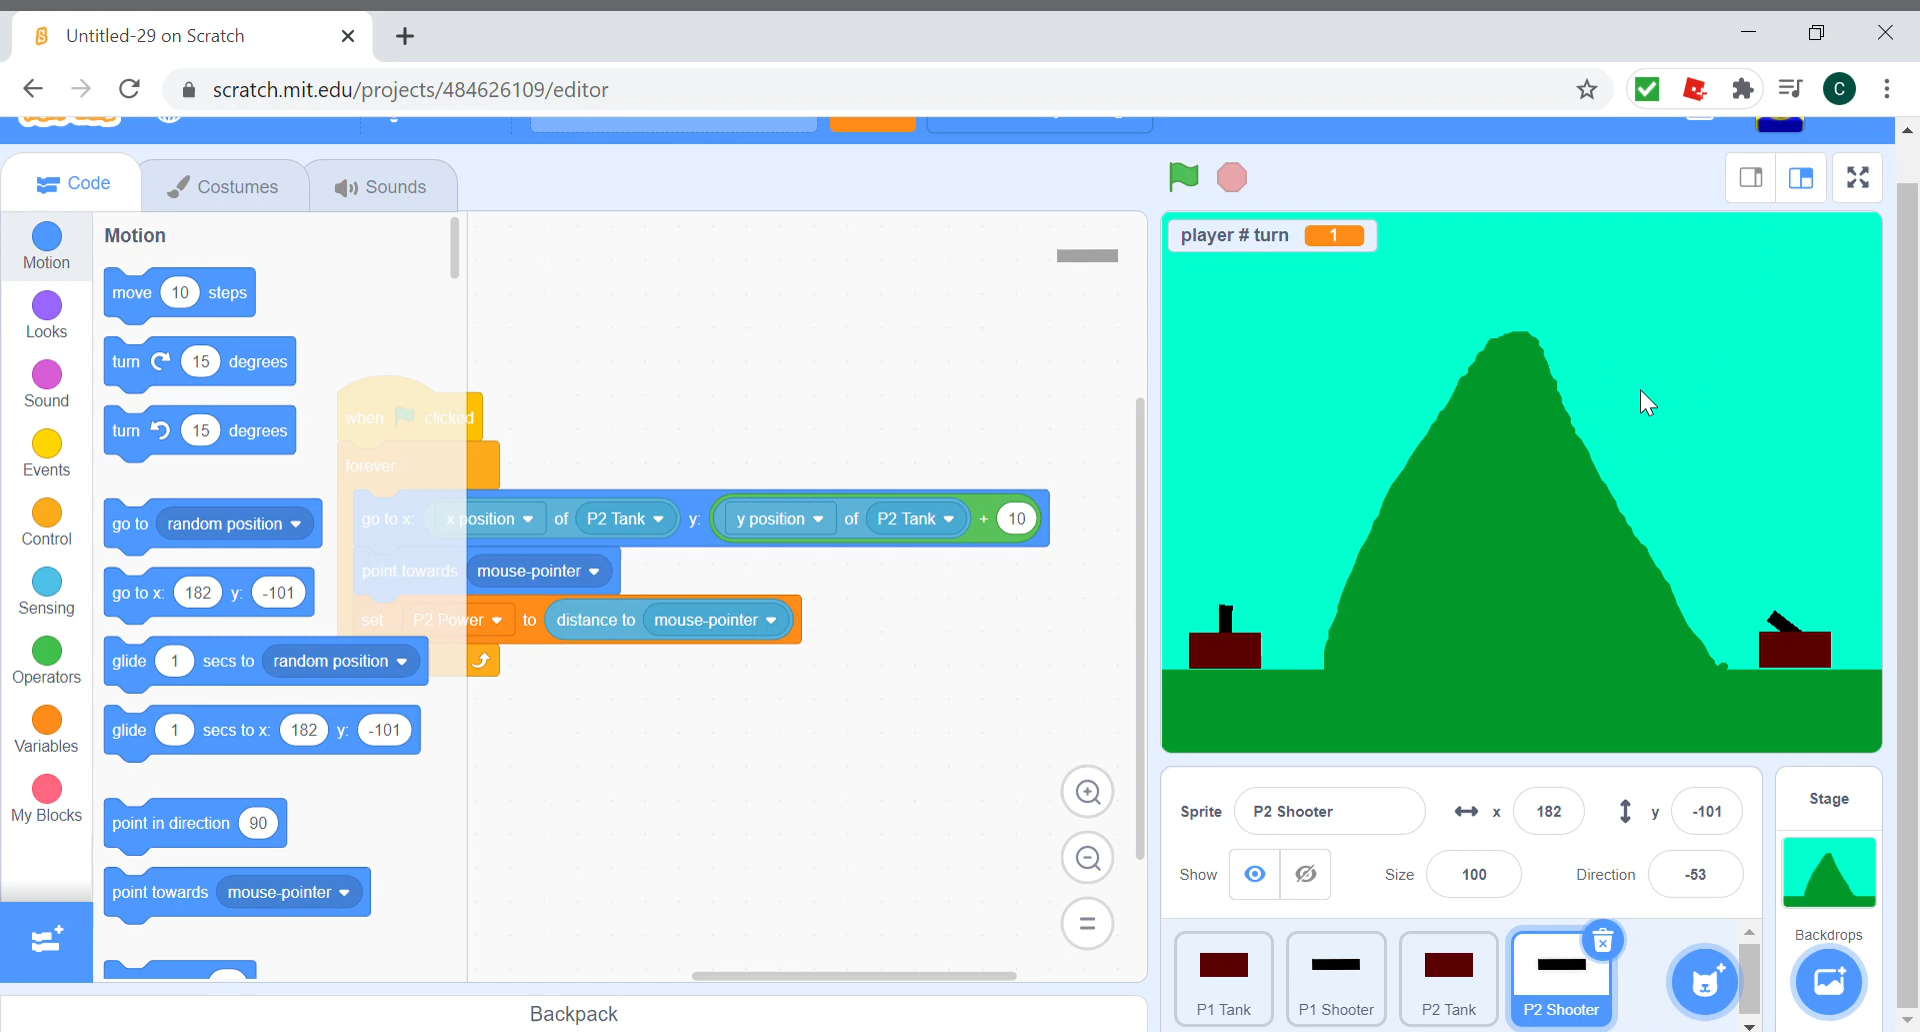 Untitled-29 on Scratch
scratch.mit.edu/projects/484626109/editor
C
Code
Costumes
Sounds
Motion
Looks
Sound
Events
Control
Sensing
Operators
Variables
My Blocks
Motion
move 10 steps
turn 15 degrees
turn 15 degrees
go to random position
go to x: 182 y: -101
glide 1 secs to random position
glide 1 secs to x: 182 y: -101
point in direction 90
point towards mouse-pointer
when clicked
forever
go to x: x position of P2 Tank y: y position of P2 Tank + 10
point towards mouse-pointer
set P2 Power to distance to mouse-pointer
Backpack
player # turn 1
Sprite P2 Shooter x 182 y -101
Show Size 100 Direction -53
P1 Tank
P1 Shooter
P2 Tank
P2 Shooter
Stage
Backdrops